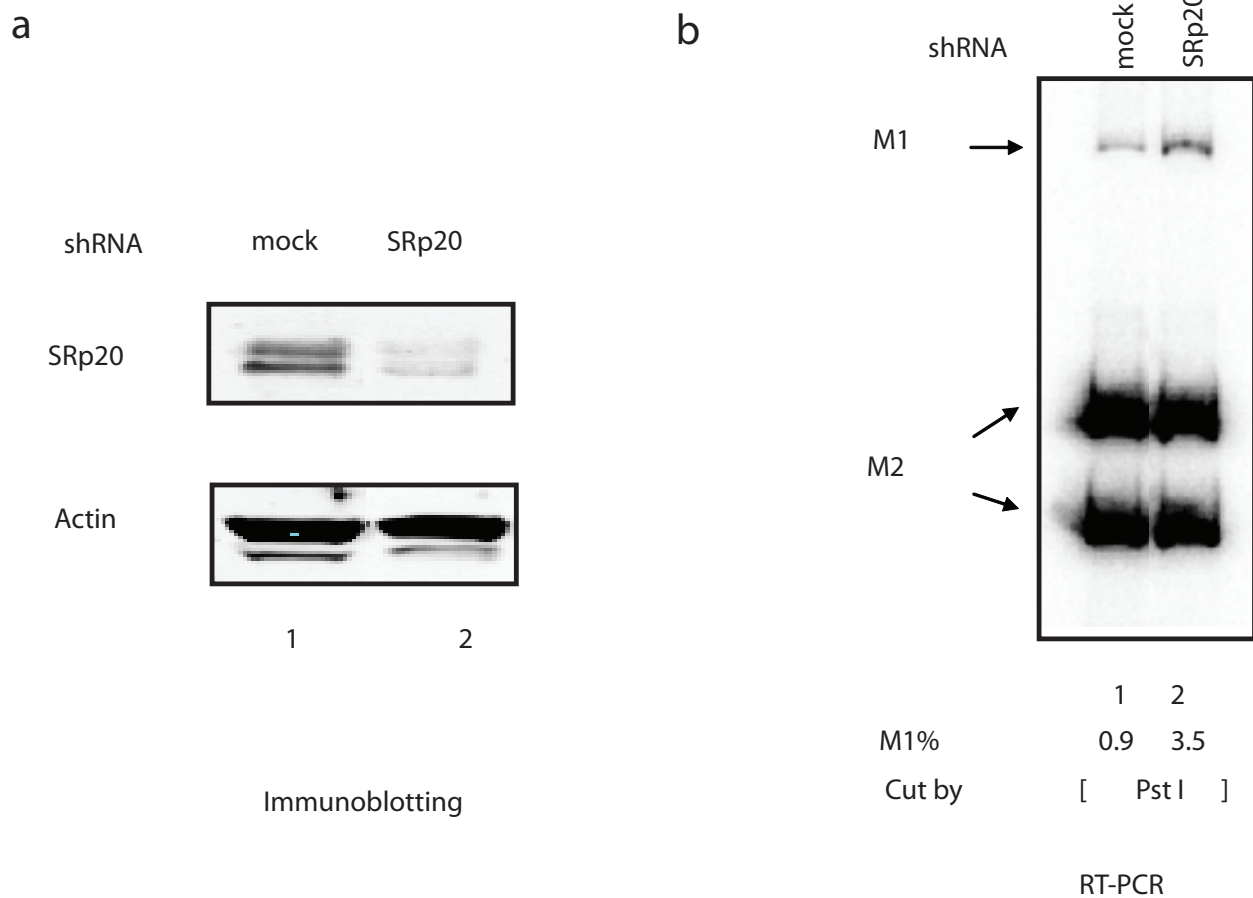 a
shRNA mock SRp20
SRp20
Actin
1 2
Immunoblotting
b
shRNA mock SRp20
M1
M2
1 2
M1% 0.9 3.5
Cut by [ Pst I ]
RT-PCR